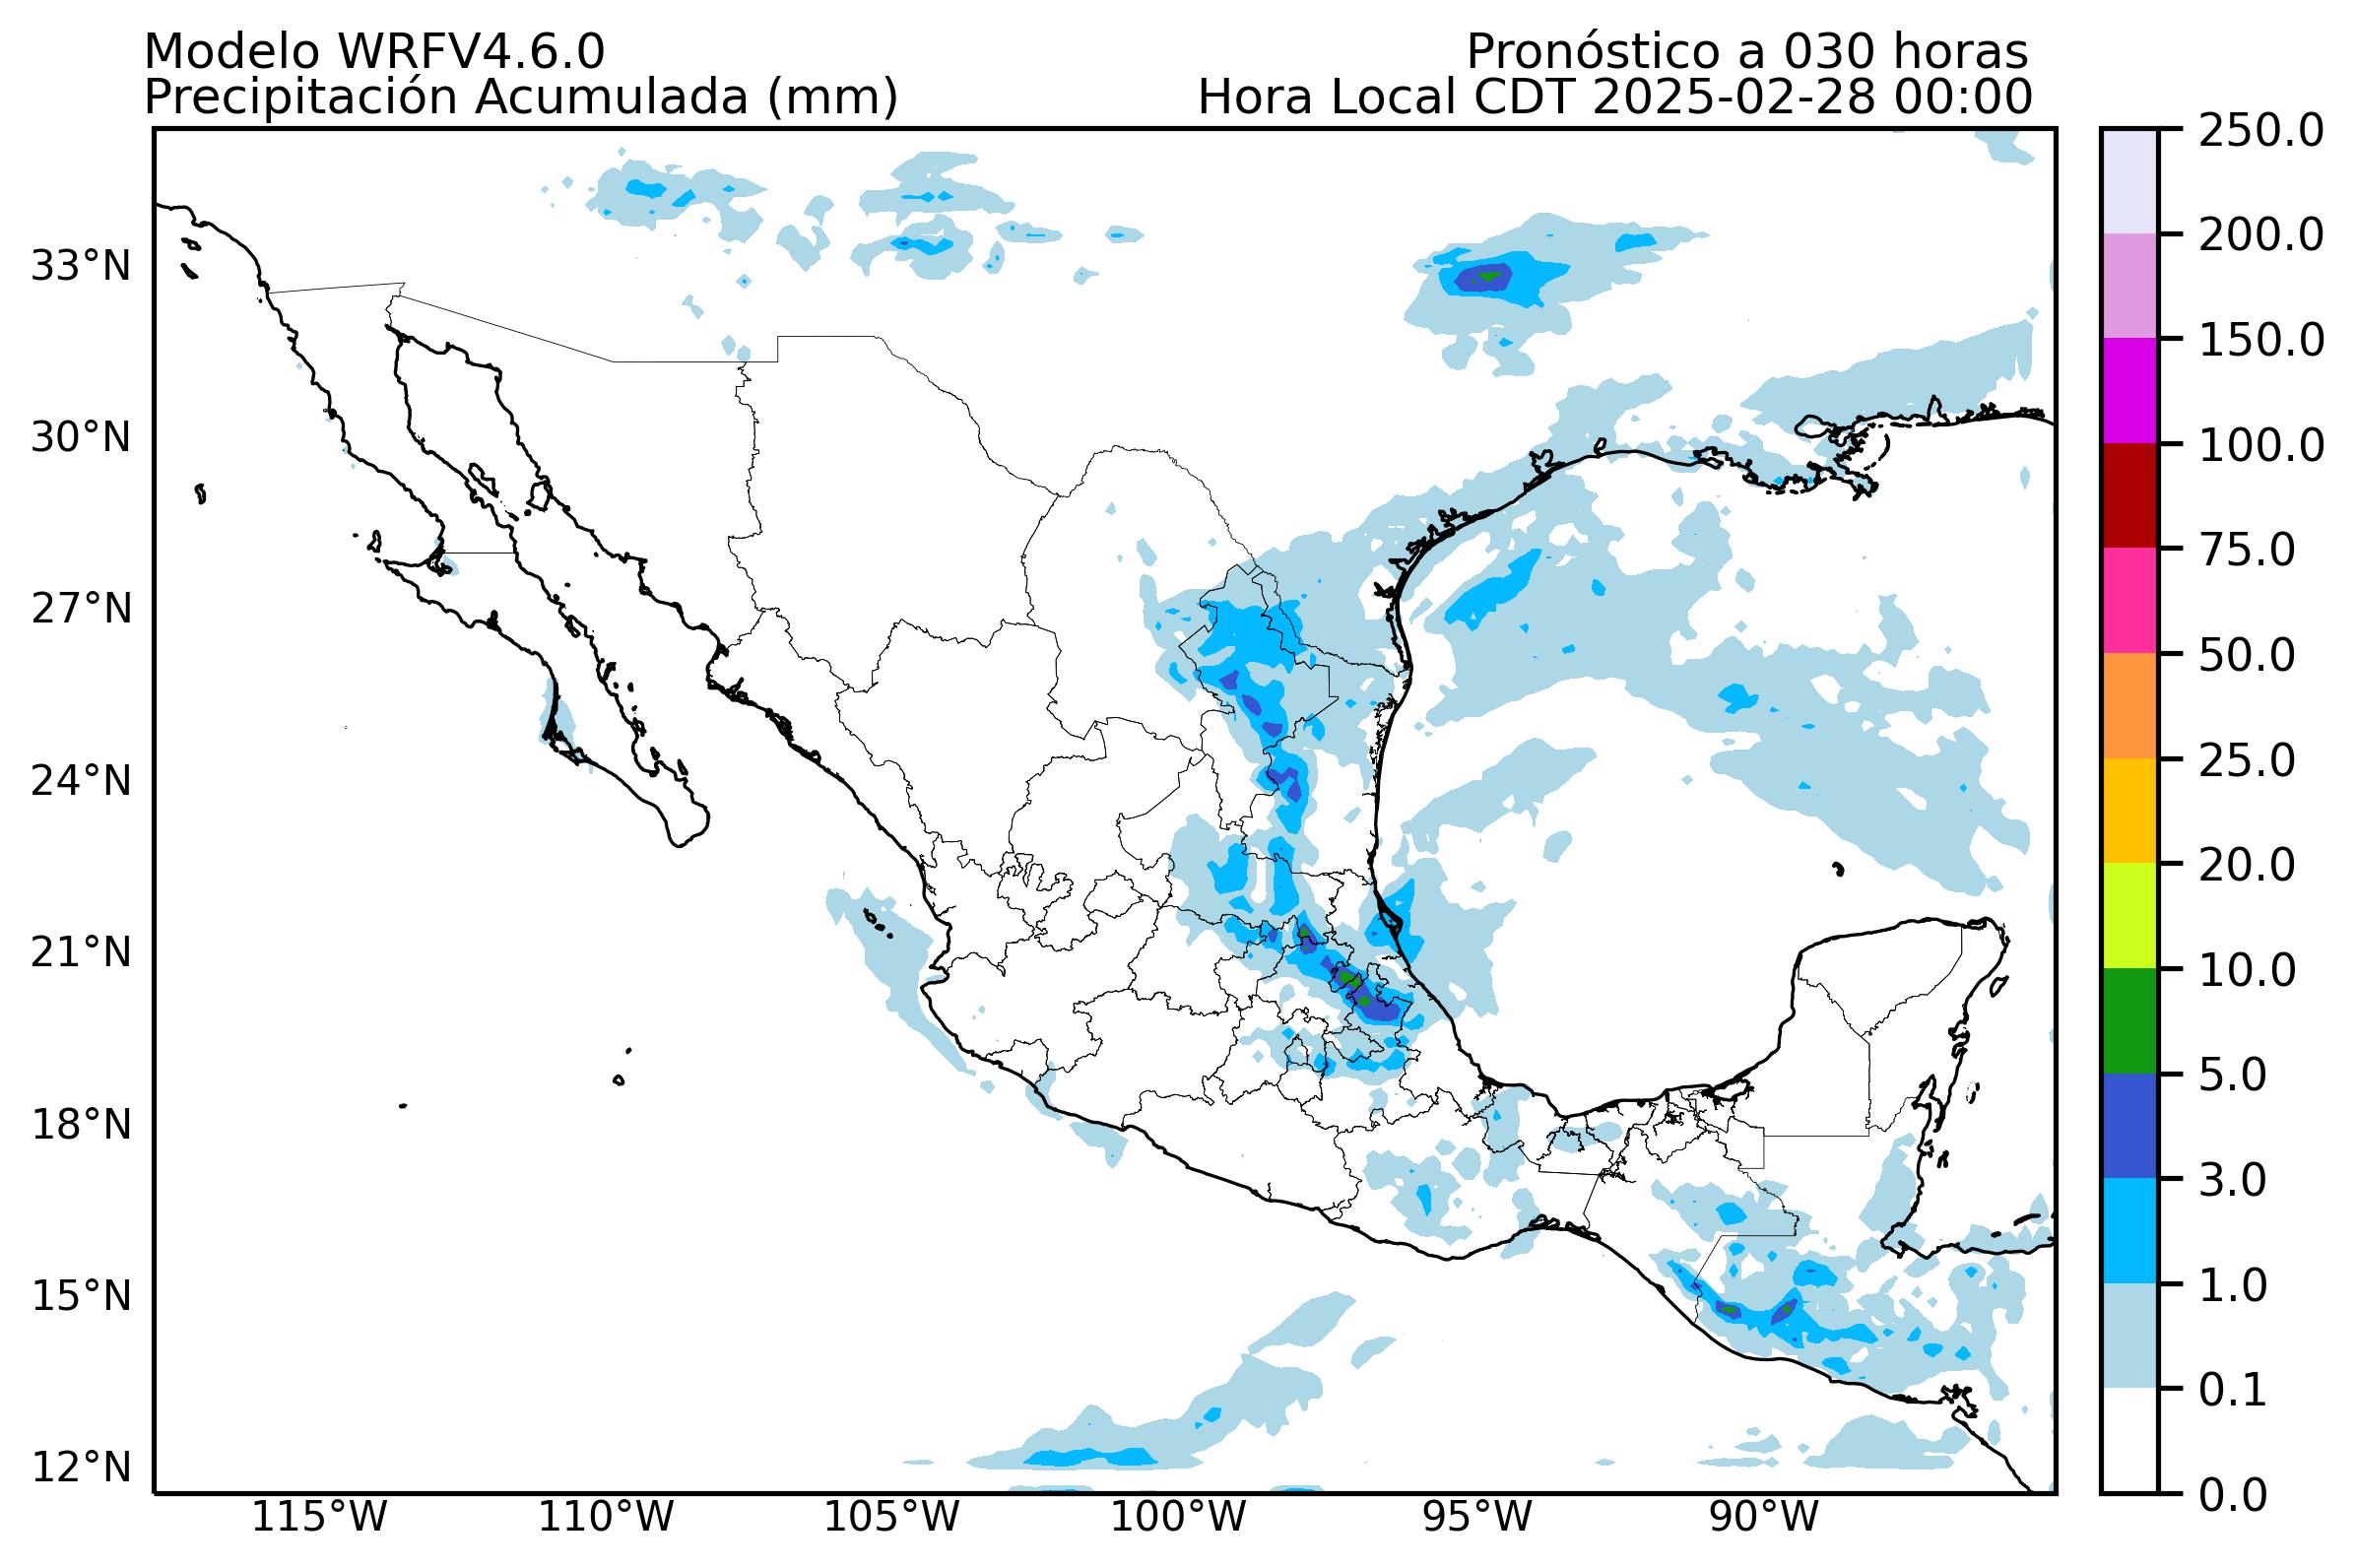 Modelo WRFV4.6.0
Pronóstico a 030 horas
Precipitación Acumulada (mm)
Hora Local CDT 2025-02-28 00:00
33°N
30°N
27°N
24°N
21°N
18°N
15°N
12°N
115°W
110°W
105°W
100°W
95°W
90°W
250.0
200.0
150.0
100.0
75.0
50.0
25.0
20.0
10.0
5.0
3.0
1.0
0.1
0.0